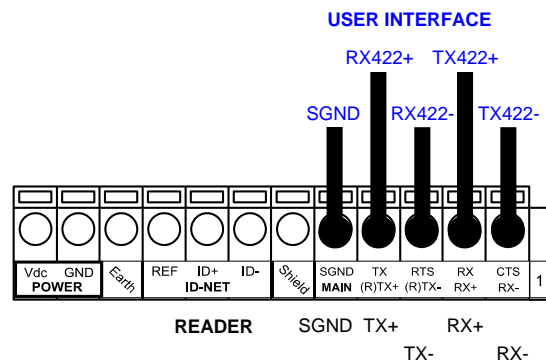 USER INTERFACE
RX422+ TX422+
SGND RX422- TX422-
Vdc GND Earth REF ID+ ID- Shield SGND TX RTS RX CTS
POWER ID-NET MAIN (R)TX+ (R)TX- RX+ RX- 1
READER SGND TX+ RX+
TX- RX-